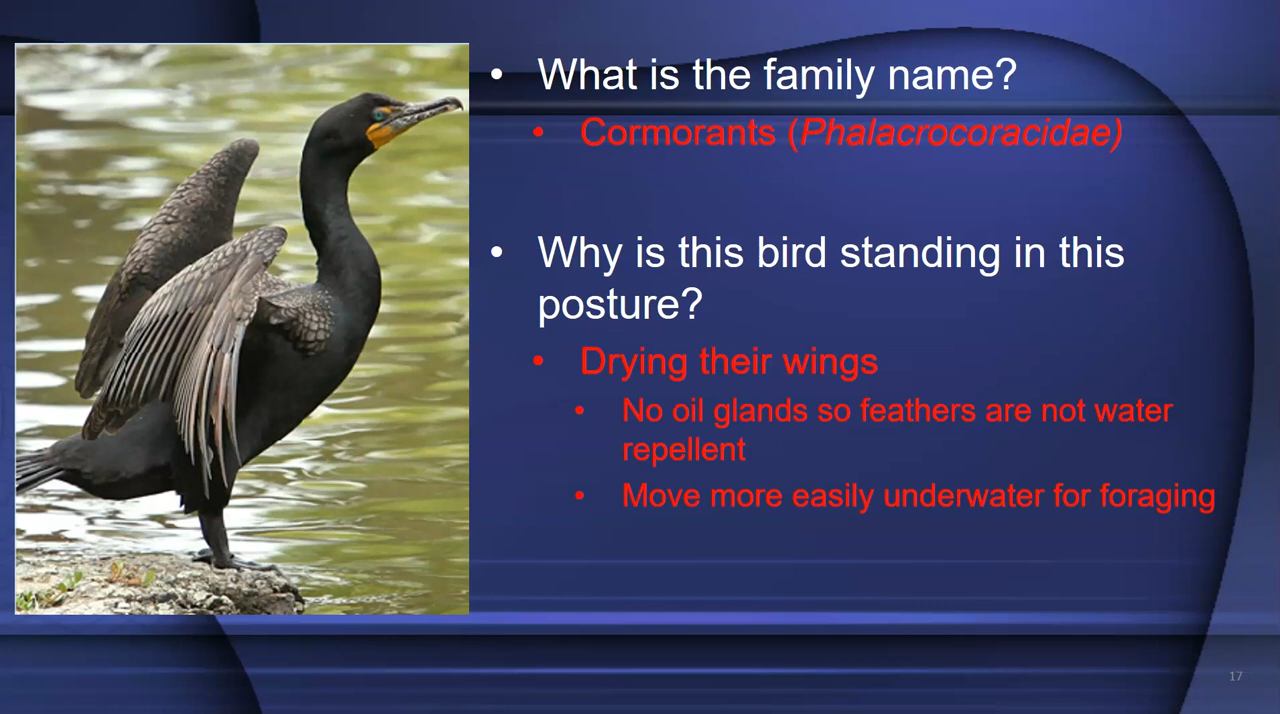 • What is the family name?
• Cormorants (Phalacrocoracidae)
• Why is this bird standing in this
posture?
• Drying their wings
• No oil glands so feathers are not water
repellent
• Move more easily underwater for foraging
17